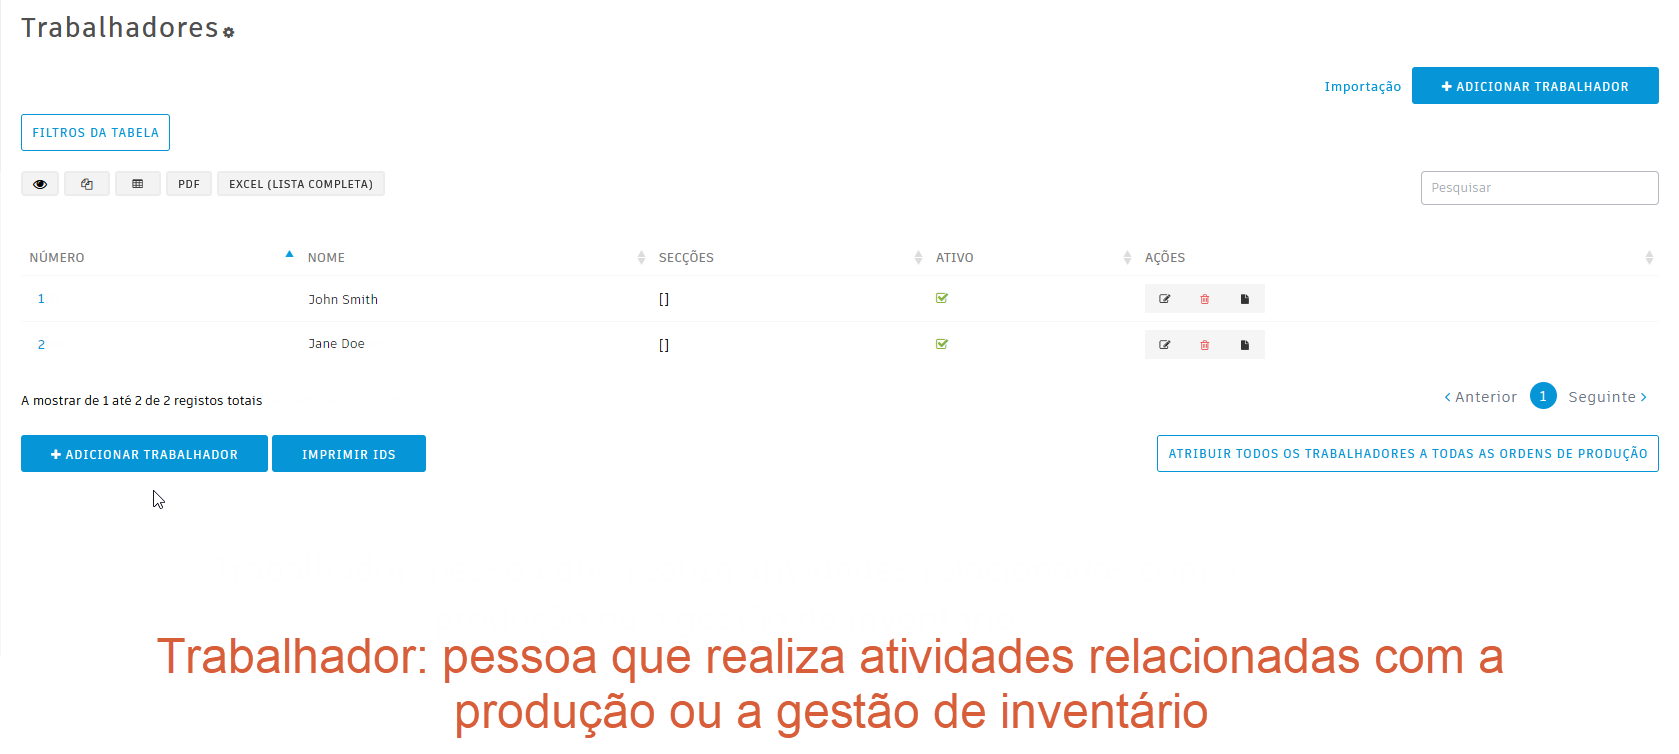 Trabalhadores
Importação
ADICIONAR TRABALHADOR
FILTROS DA TABELA
PDF
EXCEL (LISTA COMPLETA)
Pesquisar
NÚMERO NOME SECÇÕES ATIVO AÇÕES
1 John Smith []
2 Jane Doe []
A mostrar de 1 até 2 de 2 registos totais
Anterior 1 Seguinte
ADICIONAR TRABALHADOR
IMPRIMIR IDS
ATRIBUIR TODOS OS TRABALHADORES A TODAS AS ORDENS DE PRODUÇÃO
Trabalhador: pessoa que realiza atividades relacionadas com a
produção ou a gestão de inventário